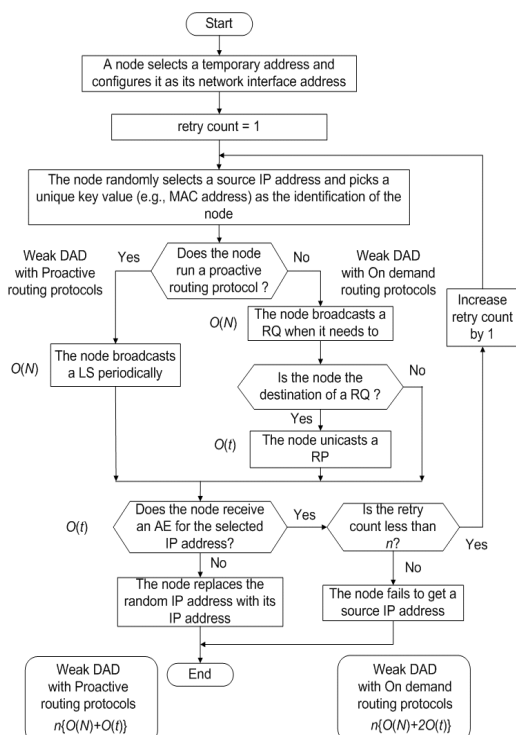 Start
A node selects a temporary address and
configures it as its network interface address
retry count = 1
The node randomly selects a source IP address and picks a
unique key value (e.g., MAC address) as the identification of the
node
Weak DAD
with Proactive
routing protocols
Yes
Does the node
run a proactive
routing protocol ?
No
Weak DAD
with On demand
routing protocols
Increase
retry count
by 1
O(N)
The node broadcasts
a LS periodically
O(N)
The node broadcasts a
RQ when it needs to
Is the node the
destination of a RQ ?
No
Yes
O(t)
The node unicasts a
RP
O(t)
Does the node receive
an AE for the selected
IP address?
Yes
Is the retry
count less than
n?
Yes
No
No
The node replaces the
random IP address with its
IP address
The node fails to get a
source IP address
End
Weak DAD
with Proactive
routing protocols
n{O(N)+O(t)}
Weak DAD
with On demand
routing protocols
n{O(N)+2O(t)}